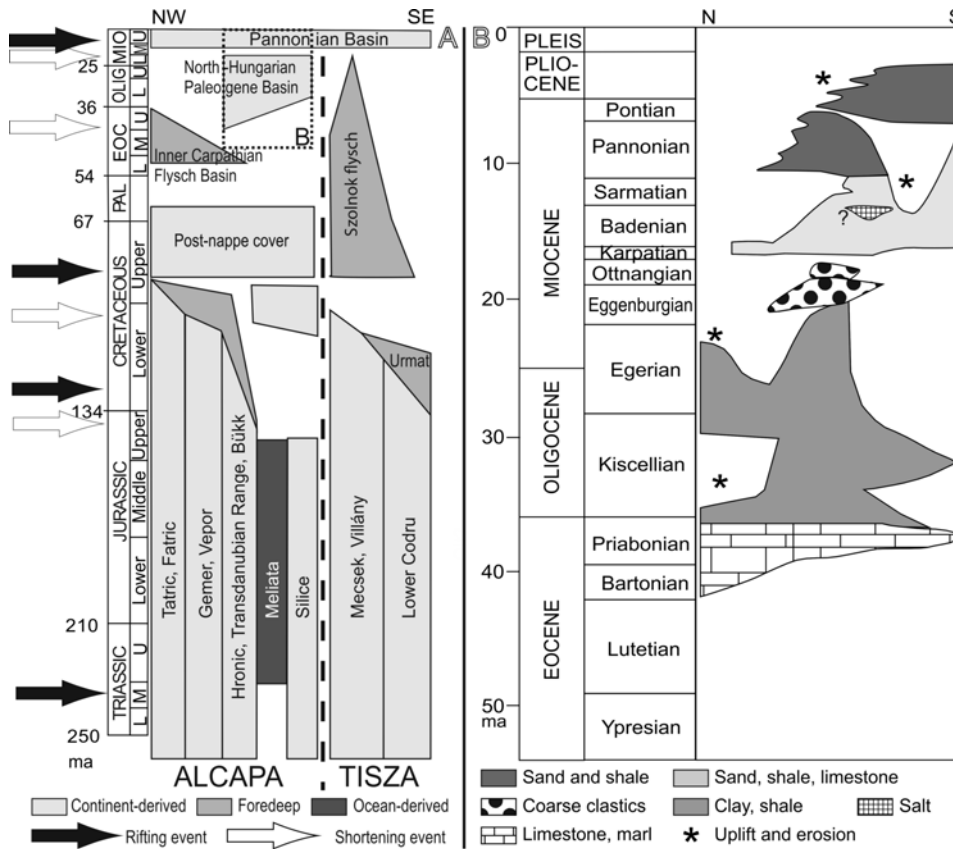 NW
SE
A
Pannonian Basin
North-Hungarian
Paleogene Basin
B
Inner Carpathian
Flysch Basin
Szolnok flysch
Post-nappe cover
Urmat
Tatric, Fatric
Gemer, Vepor
Hronic, Transdanubian Range, Bükk
Meliata
Silice
Mecsek, Villány
Lower Codru
MIO
L M U
25
OLIG
L U
36
EOC
L M U
54
PAL
67
CRETACEOUS
Upper
Lower
134
JURASSIC
Upper
Middle
Lower
210
TRIASSIC
U
M
L
250
ma
ALCAPA
TISZA
Continent-derived
Foredeep
Ocean-derived
Rifting event
Shortening event
B
N
S
0
10
20
30
40
50
ma
PLEIS
PLIO-
CENE
MIOCENE
OLIGOCENE
EOCENE
Pontian
Pannonian
Sarmatian
Badenian
Karpatian
Ottnangian
Eggenburgian
Egerian
Kiscellian
Priabonian
Bartonian
Lutetian
Ypresian
?
Sand and shale
Sand, shale, limestone
Coarse clastics
Clay, shale
Salt
Limestone, marl
Uplift and erosion